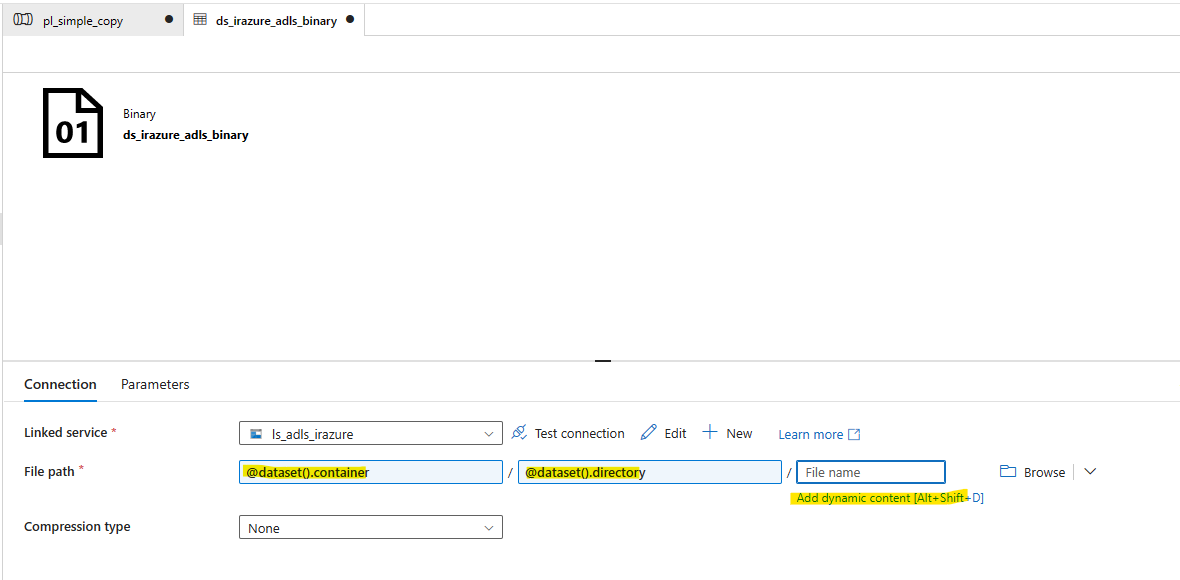 pl_simple_copy ds_irazure_adls_binary
01
Binary
ds_irazure_adls_binary
Connection Parameters
Linked service * ls_adls_irazure Test connection Edit New Learn more
File path * @dataset().container / @dataset().directory / File name Browse
Add dynamic content [Alt+Shift+D]
Compression type None